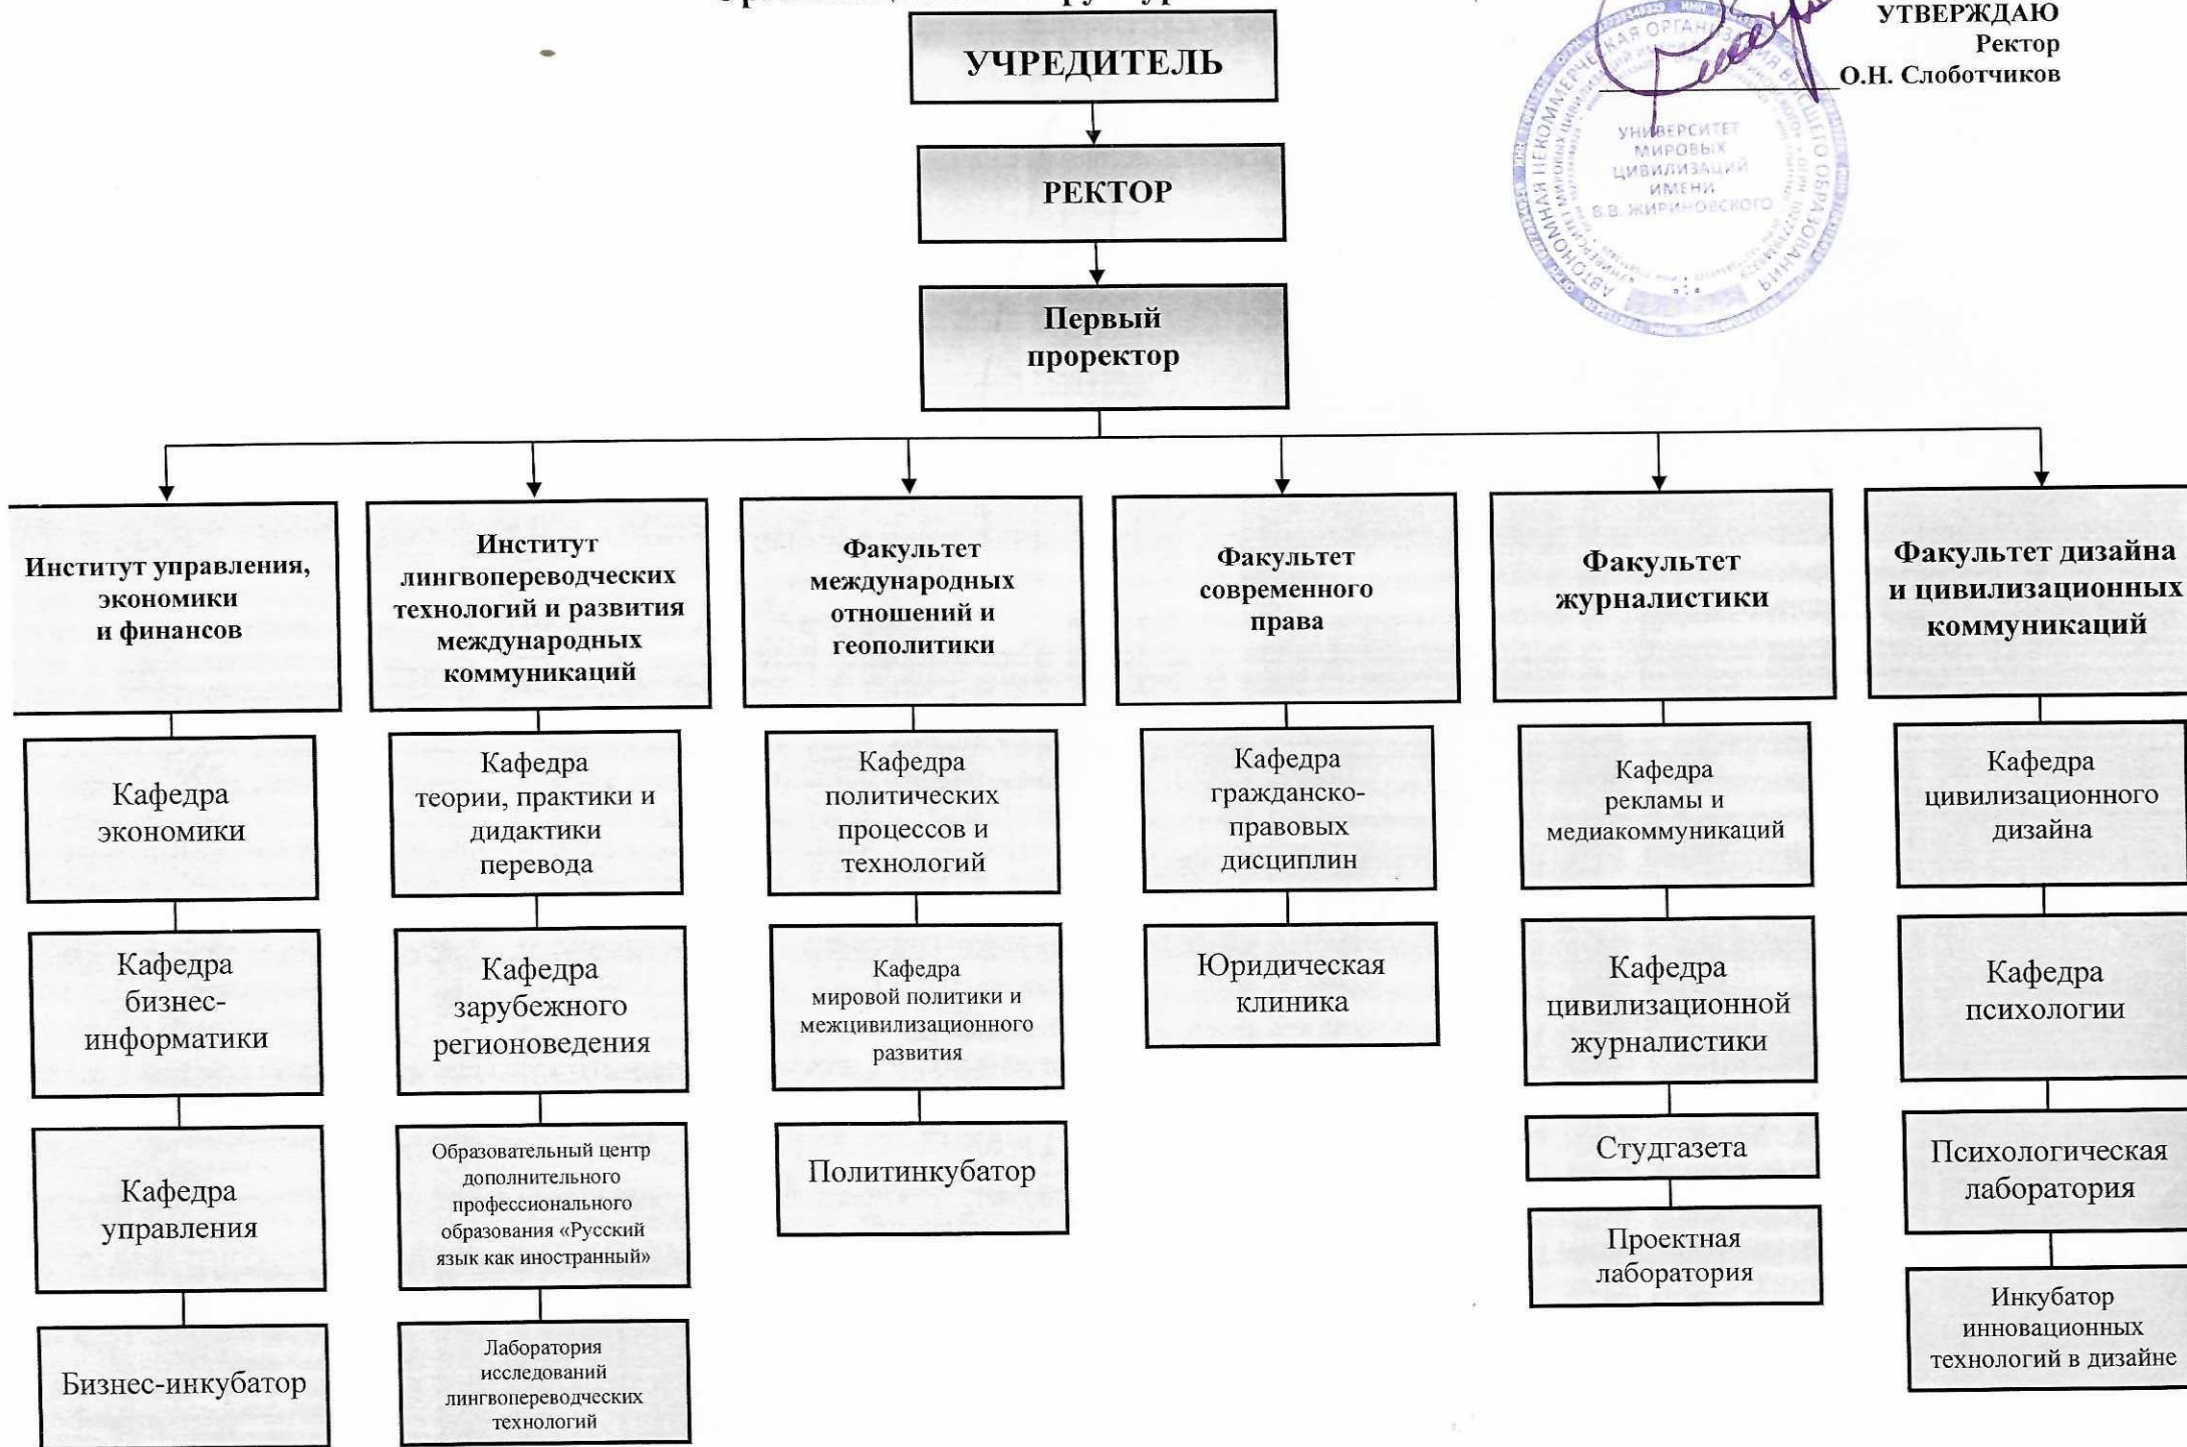 УТВЕРЖДАЮ
Ректор
О.Н. Слоботчиков
АВТОНОМНАЯ НЕКОММЕРЧЕСКАЯ ОРГАНИЗАЦИЯ ВЫСШЕГО ОБРАЗОВАНИЯ
УНИВЕРСИТЕТ
МИРОВЫХ
ЦИВИЛИЗАЦИЙ
ИМЕНИ
В.В. ЖИРИНОВСКОГО
УЧРЕДИТЕЛЬ
РЕКТОР
Первый
проректор
Институт управления,
экономики
и финансов
Кафедра
экономики
Кафедра
бизнес-
информатики
Кафедра
управления
Бизнес-инкубатор
Институт
лингвопереводческих
технологий и развития
международных
коммуникаций
Кафедра
теории, практики и
дидактики
перевода
Кафедра
зарубежного
регионоведения
Образовательный центр
дополнительного
профессионального
образования «Русский
язык как иностранный»
Лаборатория
исследований
лингвопереводческих
технологий
Факультет
международных
отношений и
геополитики
Кафедра
политических
процессов и
технологий
Кафедра
мировой политики и
межцивилизационного
развития
Политинкубатор
Факультет
современного
права
Кафедра
гражданско-
правовых
дисциплин
Юридическая
клиника
Факультет
журналистики
Кафедра
рекламы и
медиакоммуникаций
Кафедра
цивилизационной
журналистики
Студгазета
Проектная
лаборатория
Факультет дизайна
и цивилизационных
коммуникаций
Кафедра
цивилизационного
дизайна
Кафедра
психологии
Психологическая
лаборатория
Инкубатор
инновационных
технологий в дизайне